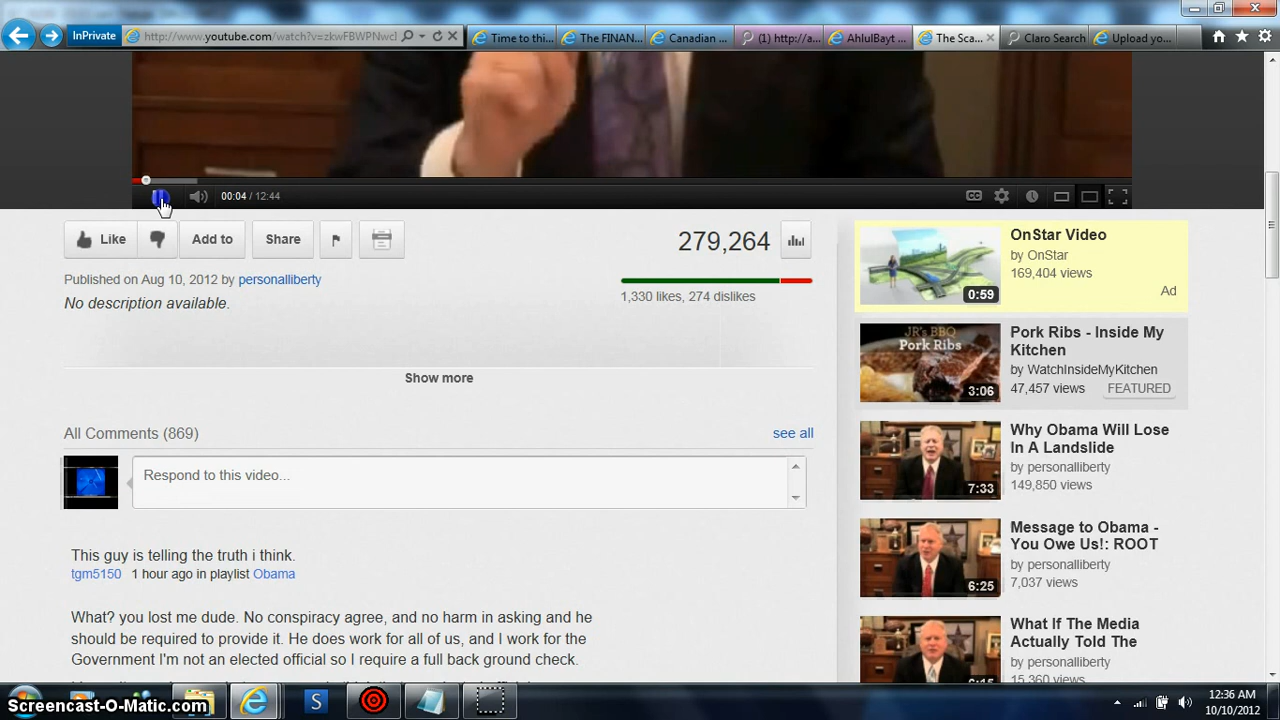 InPrivate
http://www.youtube.com/watch?v=zkwFBWPNwcl
Time to thi...
The FINAN...
Canadian ...
(1) http://a...
AhlulBayt ...
The Sca...
Claro Search
Upload yo...
00:04 / 12:44
CC
Like
Add to
Share
279,264
Published on Aug 10, 2012 by personalliberty
1,330 likes, 274 dislikes
No description available.
Show more
All Comments (869)
see all
Respond to this video...
This guy is telling the truth i think.
tgm5150 1 hour ago in playlist Obama
What? you lost me dude. No conspiracy agree, and no harm in asking and he
should be required to provide it. He does work for all of us, and I work for the
Government I'm not an elected official so I require a full back ground check.
OnStar Video
by OnStar
169,404 views
Ad
0:59
JR's BBQ
Pork Ribs
3:06
Pork Ribs - Inside My
Kitchen
by WatchInsideMyKitchen
47,457 views
FEATURED
7:33
Why Obama Will Lose
In A Landslide
by personalliberty
149,850 views
6:25
Message to Obama -
You Owe Us!: ROOT
by personalliberty
7,037 views
6:15
What If The Media
Actually Told The
by personalliberty
15,360 views
S
Screencast-O-Matic.com
12:36 AM
10/10/2012